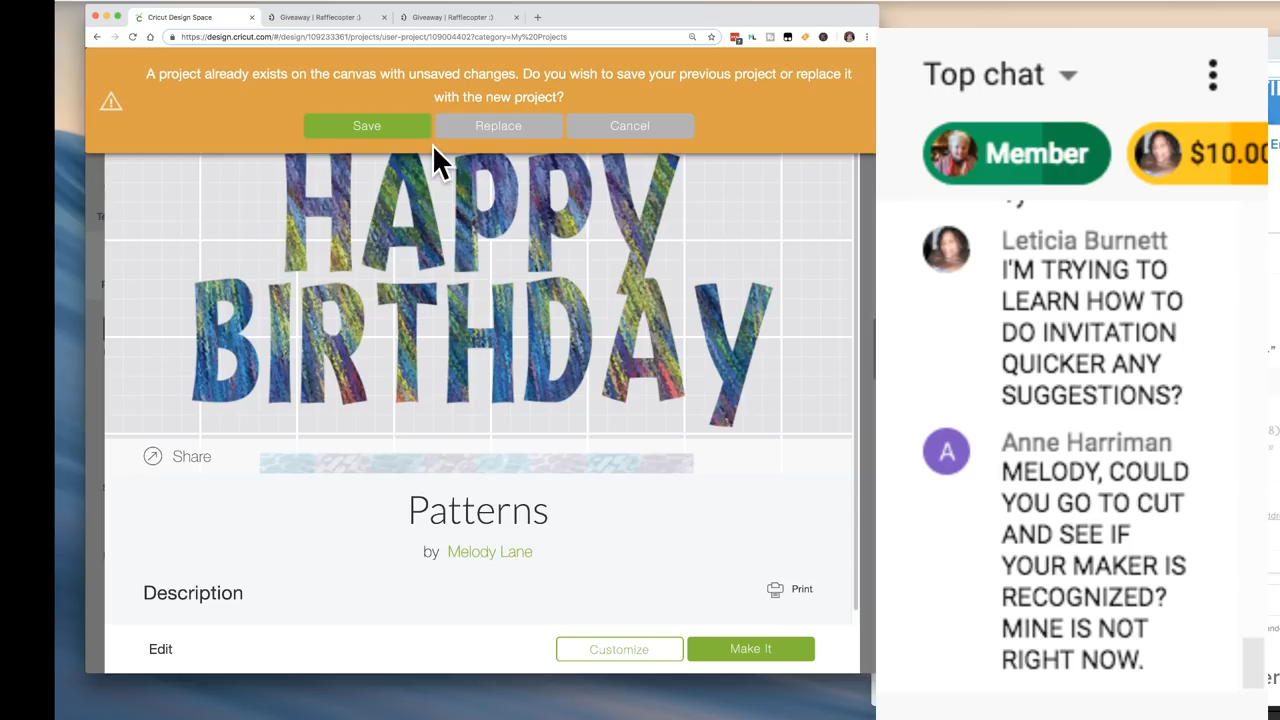 Cricut Design Space
Giveaway | Rafflecopter :)
Giveaway | Rafflecopter :)
https://design.cricut.com/#/design/109233361/projects/user-project/109004402?category=My%20Projects
A project already exists on the canvas with unsaved changes. Do you wish to save your previous project or replace it
with the new project?
Save Replace Cancel
HAPPY
BIRTHDAY
Share
Patterns
by Melody Lane
Description
Print
Edit
Customize
Make It
Top chat
Member
$10.00
Leticia Burnett
I'M TRYING TO
LEARN HOW TO
DO INVITATION
QUICKER ANY
SUGGESTIONS?
A
Anne Harriman
MELODY, COULD
YOU GO TO CUT
AND SEE IF
YOUR MAKER IS
RECOGNIZED?
MINE IS NOT
RIGHT NOW.